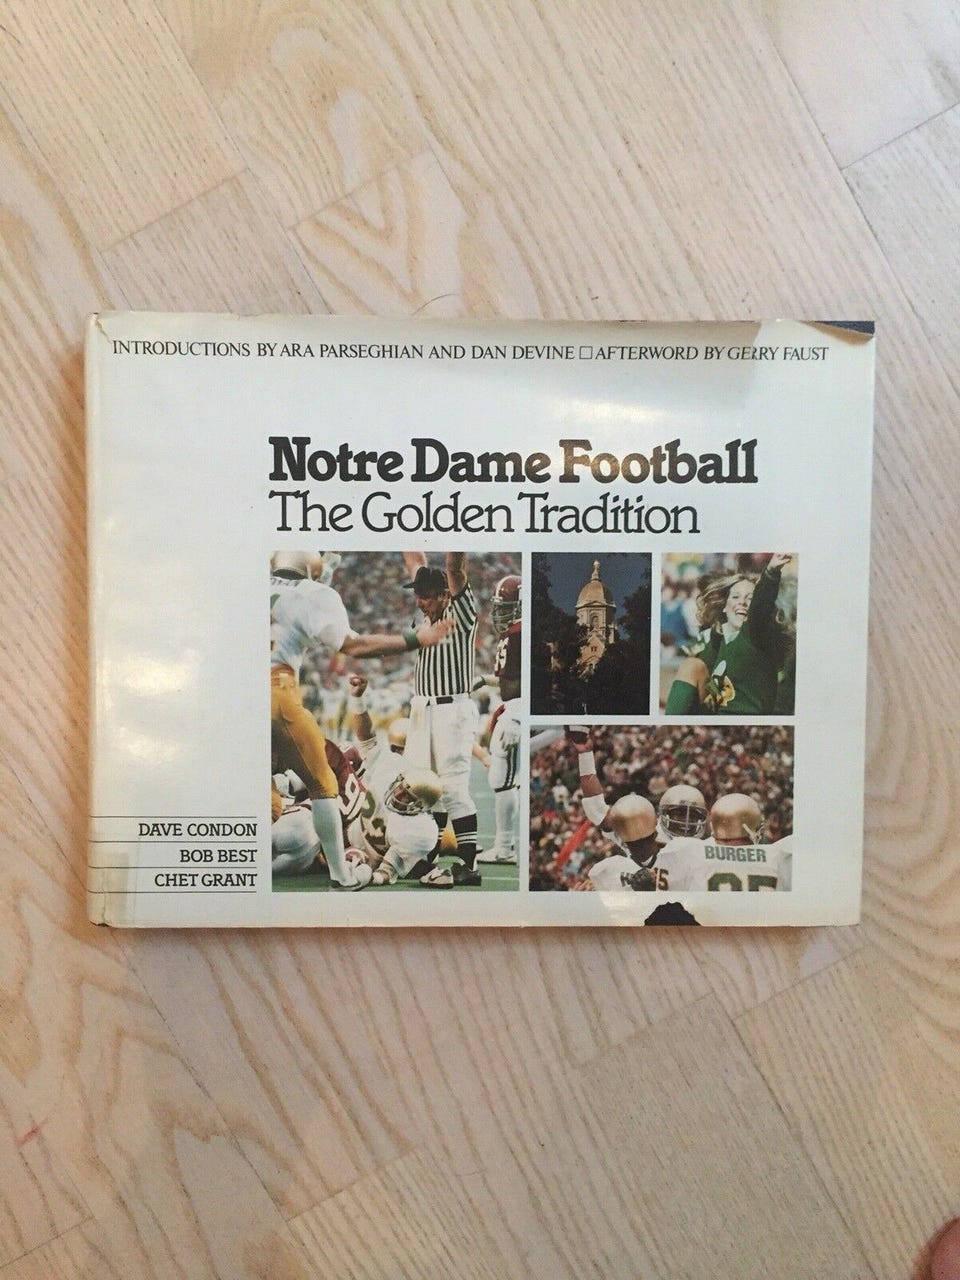 INTRODUCTIONS BY ARA PARSEGHIAN AND DAN DEVINE □ AFTERWORD BY GERRY FAUST
Notre Dame Football
The Golden Tradition
DAVE CONDON
BOB BEST
CHET GRANT
BURGER